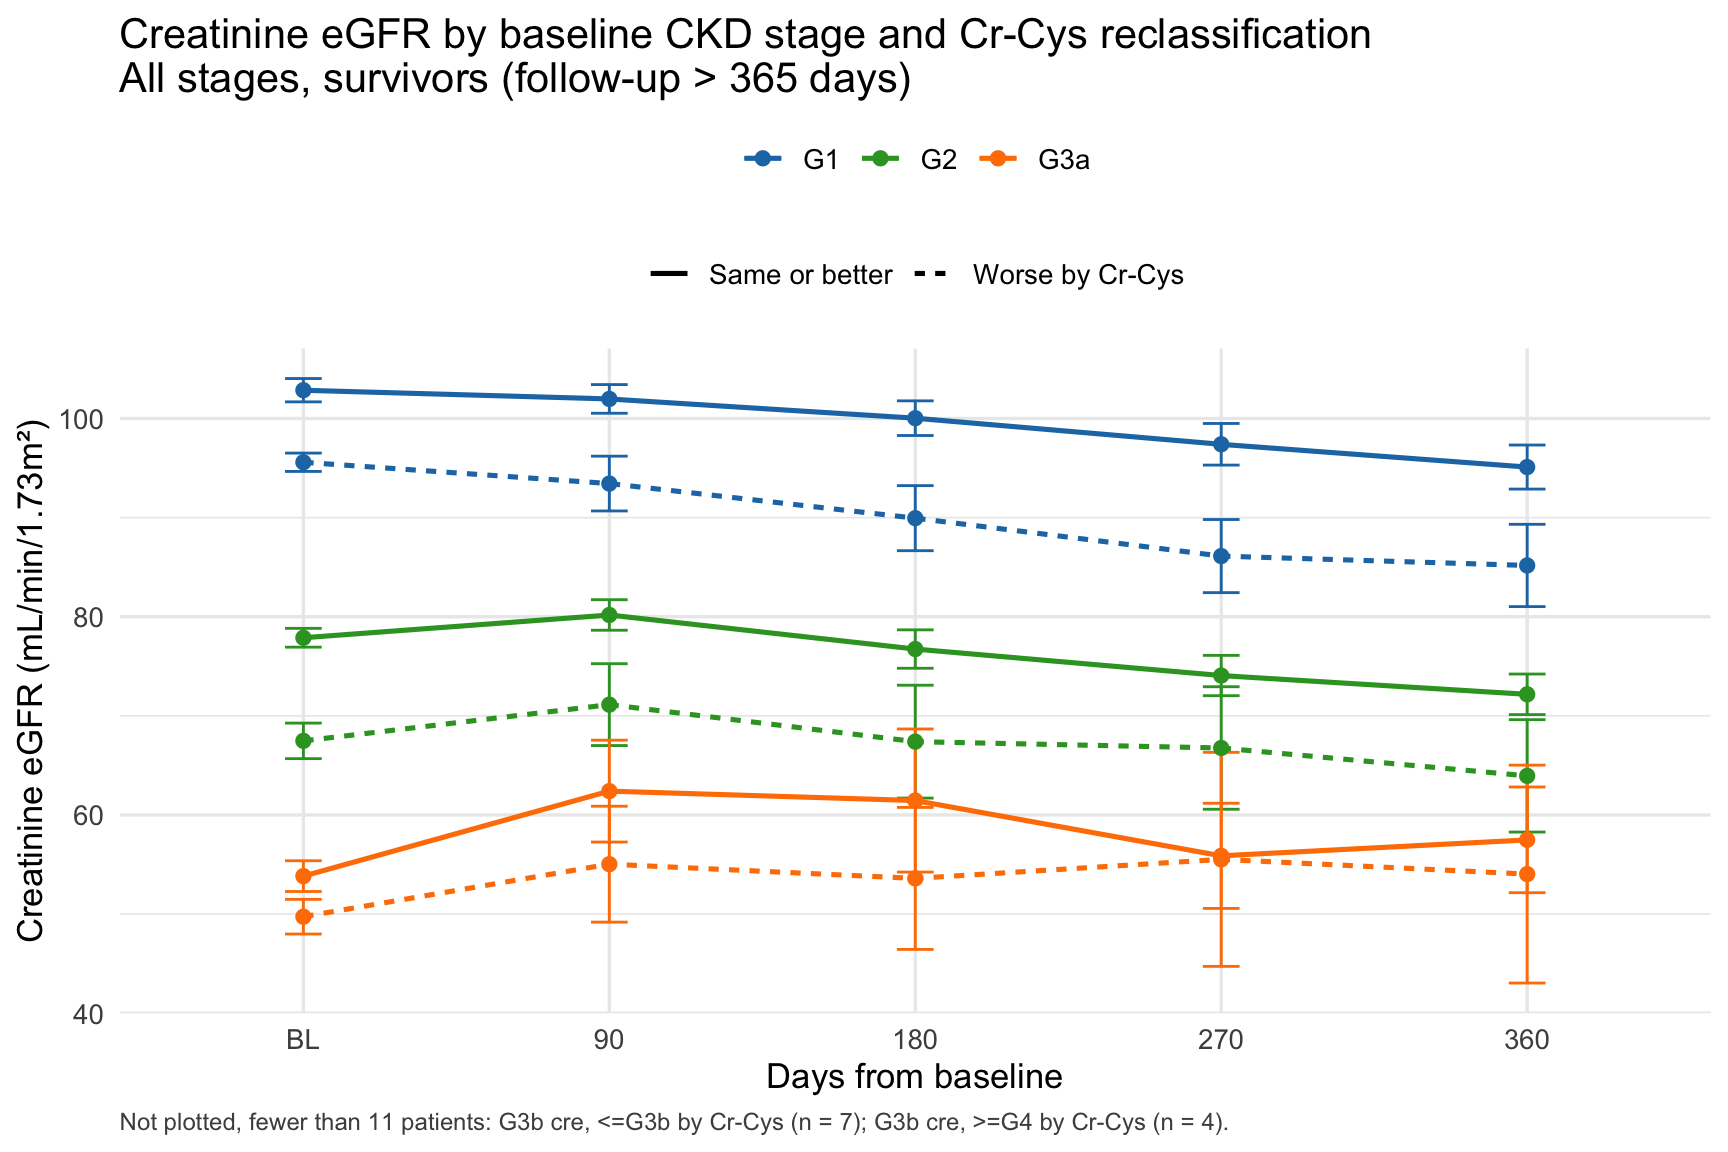 Creatinine eGFR by baseline CKD stage and Cr-Cys reclassification
All stages, survivors (follow-up > 365 days)
G1 G2 G3a
Same or better Worse by Cr-Cys
Creatinine eGFR (mL/min/1.73m²)
100
80
60
40
BL 90 180 270 360
Days from baseline
Not plotted, fewer than 11 patients: G3b cre, <=G3b by Cr-Cys (n = 7); G3b cre, >=G4 by Cr-Cys (n = 4).